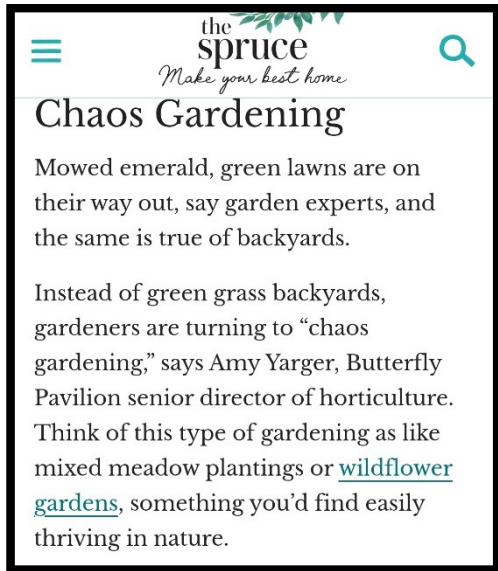 the
spruce
Make your best home
Chaos Gardening
Mowed emerald, green lawns are on
their way out, say garden experts, and
the same is true of backyards.
Instead of green grass backyards,
gardeners are turning to “chaos
gardening,” says Amy Yarger, Butterfly
Pavilion senior director of horticulture.
Think of this type of gardening as like
mixed meadow plantings or wildflower
gardens, something you’d find easily
thriving in nature.